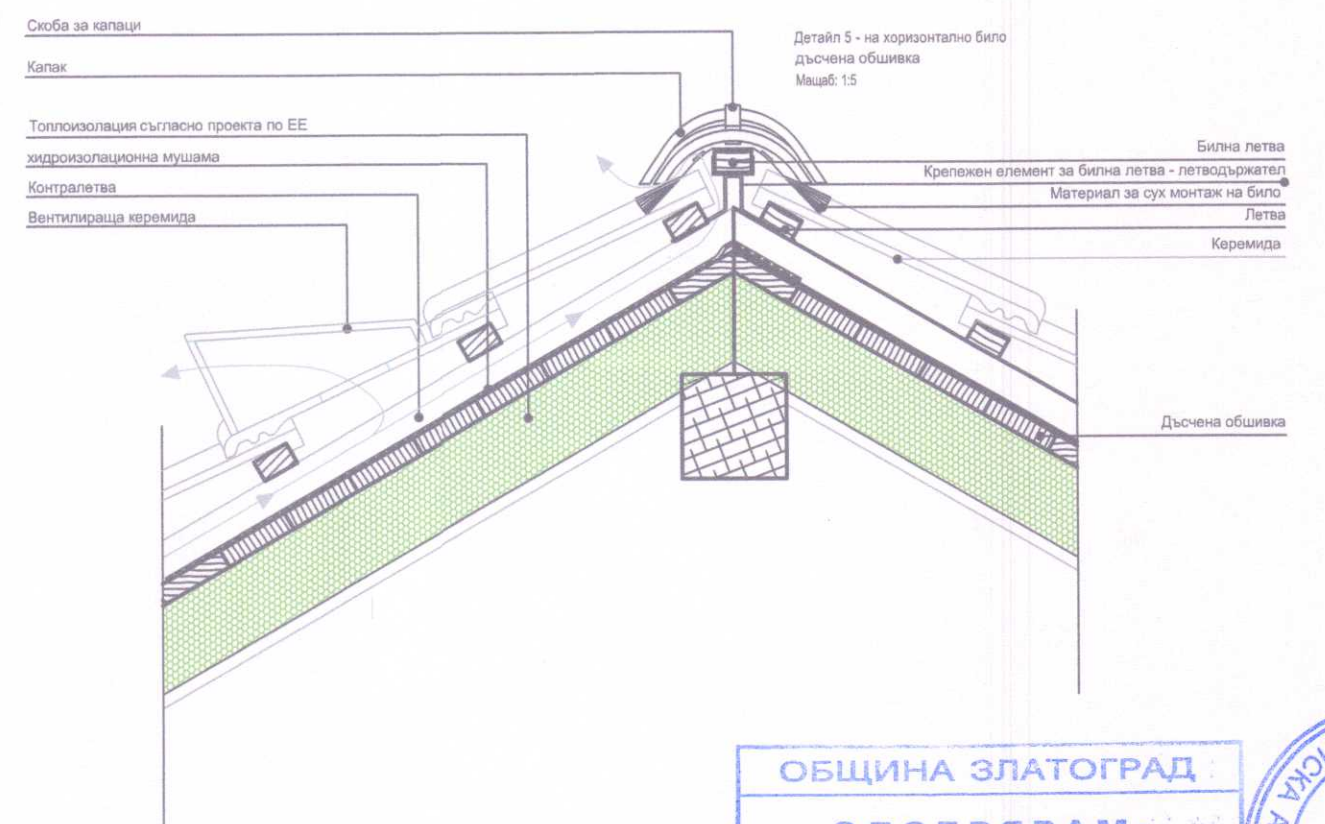 Скоба за капаци
Капак
Топлоизолация съгласно проекта по ЕЕ
хидроизолационна мушама
Контралетва
Вентилираща керемида
Детайл 5 - на хоризонтално било
дъсчена обшивка
Мащаб: 1:5
Билна летва
Крепежен елемент за билна летва - летводържател
Материал за сух монтаж на било
Летва
Керемида
Дъсчена обшивка
ОБЩИНА ЗЛАТОГРАД